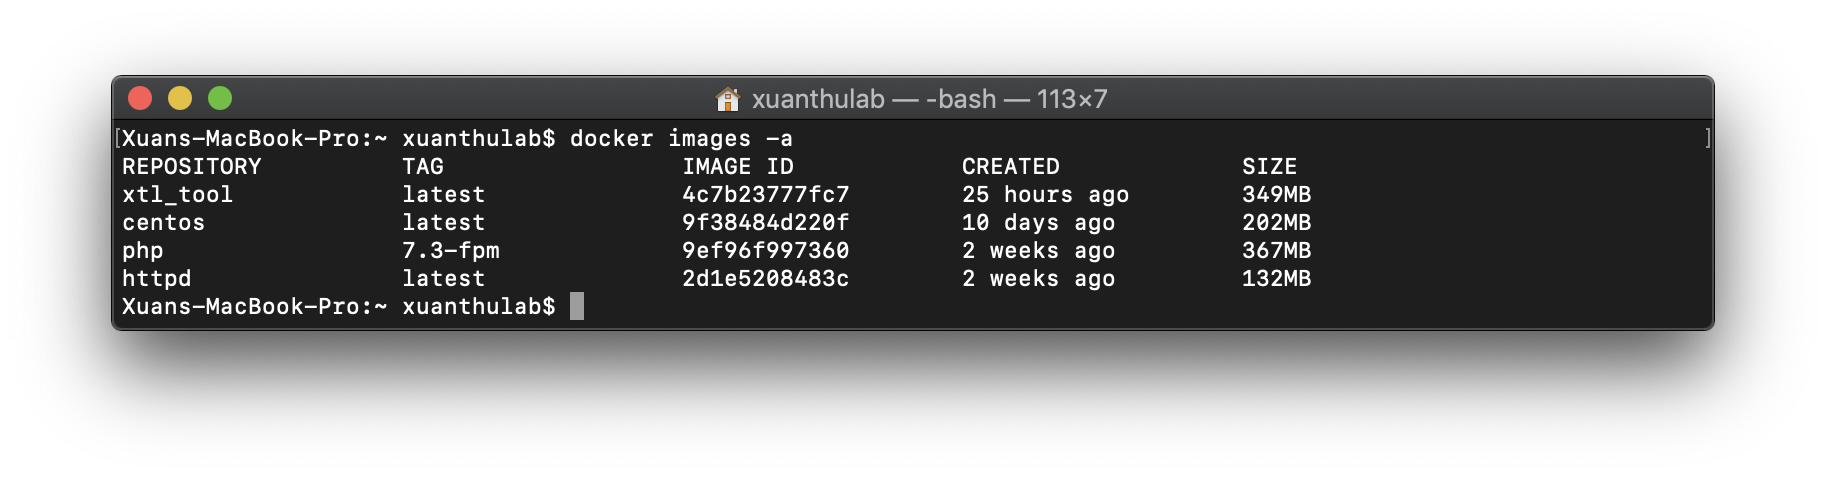 xuanthulab — -bash — 113×7
Xuans-MacBook-Pro:~ xuanthulab$ docker images -a
REPOSITORY TAG IMAGE ID CREATED SIZE
xtl_tool latest 4c7b23777fc7 25 hours ago 349MB
centos latest 9f38484d220f 10 days ago 202MB
php 7.3-fpm 9ef96f997360 2 weeks ago 367MB
httpd latest 2d1e5208483c 2 weeks ago 132MB
Xuans-MacBook-Pro:~ xuanthulab$